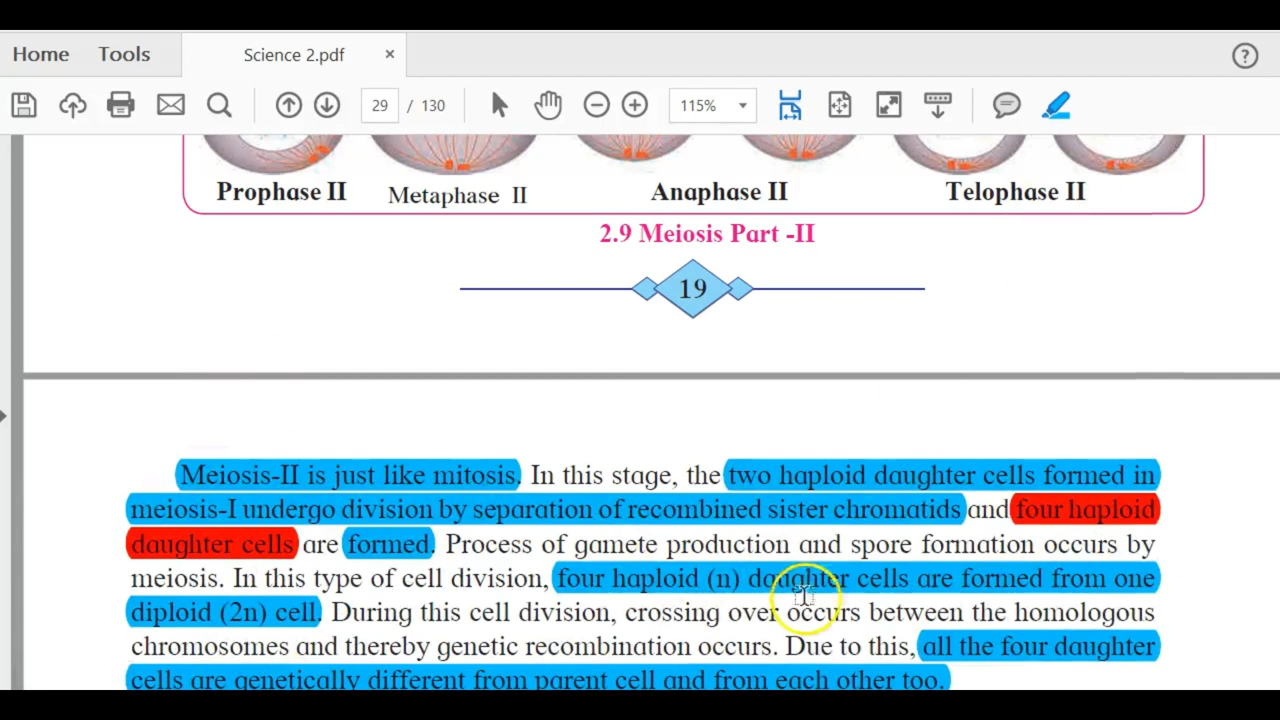 Home Tools Science 2.pdf ×
29 / 130 115%
Prophase II Metaphase II Anaphase II Telophase II
2.9 Meiosis Part -II
19
Meiosis-II is just like mitosis. In this stage, the two haploid daughter cells formed in
meiosis-I undergo division by separation of recombined sister chromatids and four haploid
daughter cells are formed. Process of gamete production and spore formation occurs by
meiosis. In this type of cell division, four haploid (n) daughter cells are formed from one
diploid (2n) cell. During this cell division, crossing over occurs between the homologous
chromosomes and thereby genetic recombination occurs. Due to this, all the four daughter
cells are genetically different from parent cell and from each other too.